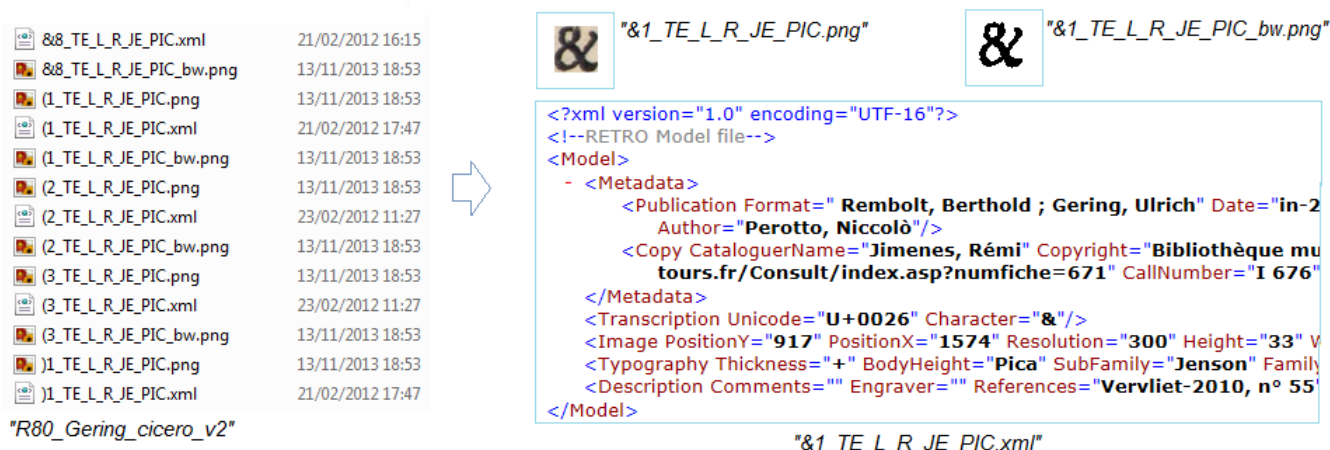 &8_TE_L_R_JE_PIC.xml 21/02/2012 16:15
&8_TE_L_R_JE_PIC_bw.png 13/11/2013 18:53
(1_TE_L_R_JE_PIC.png 13/11/2013 18:53
(1_TE_L_R_JE_PIC.xml 21/02/2012 17:47
(1_TE_L_R_JE_PIC_bw.png 13/11/2013 18:53
(2_TE_L_R_JE_PIC.png 13/11/2013 18:53
(2_TE_L_R_JE_PIC.xml 23/02/2012 11:27
(2_TE_L_R_JE_PIC_bw.png 13/11/2013 18:53
(3_TE_L_R_JE_PIC.png 13/11/2013 18:53
(3_TE_L_R_JE_PIC.xml 23/02/2012 11:27
(3_TE_L_R_JE_PIC_bw.png 13/11/2013 18:53
)1_TE_L_R_JE_PIC.png 13/11/2013 18:53
)1_TE_L_R_JE_PIC.xml 21/02/2012 17:47
"R80_Gering_cicero_v2"
& "&1_TE_L_R_JE_PIC.png"
& "&1_TE_L_R_JE_PIC_bw.png"
<?xml version="1.0" encoding="UTF-16"?>
<!--RETRO Model file-->
<Model>
- <Metadata>
<Publication Format=" Rembolt, Berthold ; Gering, Ulrich" Date="in-2
Author="Perotto, Niccolò"/>
<Copy CataloguerName="Jimenes, Rémi" Copyright="Bibliothèque mu
tours.fr/Consult/index.asp?numfiche=671" CallNumber="I 676"
</Metadata>
<Transcription Unicode="U+0026" Character="&"/>
<Image PositionY="917" PositionX="1574" Resolution="300" Height="33"
<Typography Thickness="+" BodyHeight="Pica" SubFamily="Jenson" Family
<Description Comments="" Engraver="" References="Vervliet-2010, n° 55"
</Model>
"&1_TE_L_R_JE_PIC.xml"